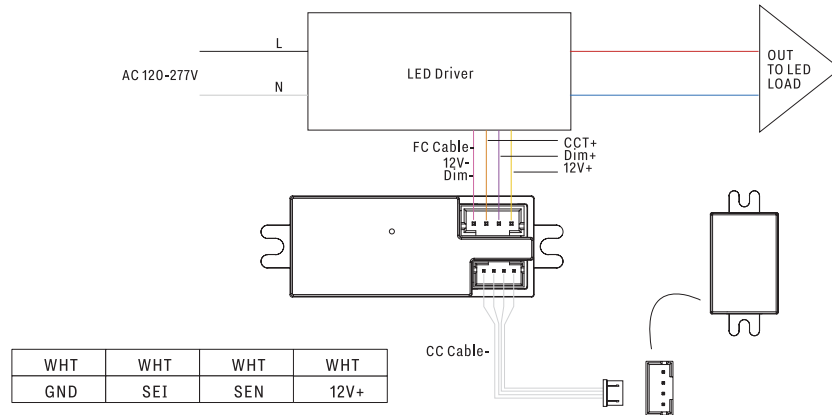 L
AC 120-277V
N
LED Driver
OUT
TO LED
LOAD
FC Cable-
12V-
Dim-
CCT+
Dim+
12V+
CC Cable-
WHT WHT WHT WHT
GND SEI SEN 12V+